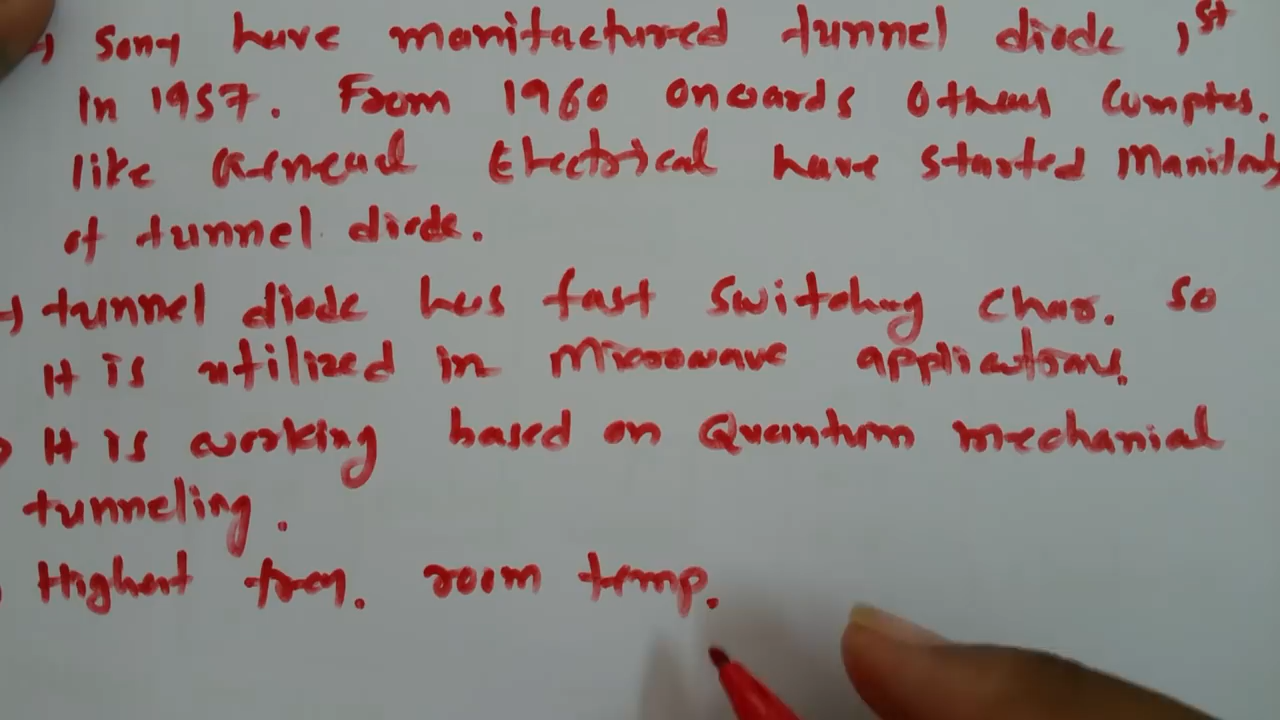 → Sony have manifactured tunnel diode 1st
In 1957. From 1960 onwards others
like General Electrical have started
of tunnel diode.
→ tunnel diode has fast switching char. so
It is utilized in Microwave applications.
It is working based on Quantum mechanial
tunneling.
Highest freq. room temp.